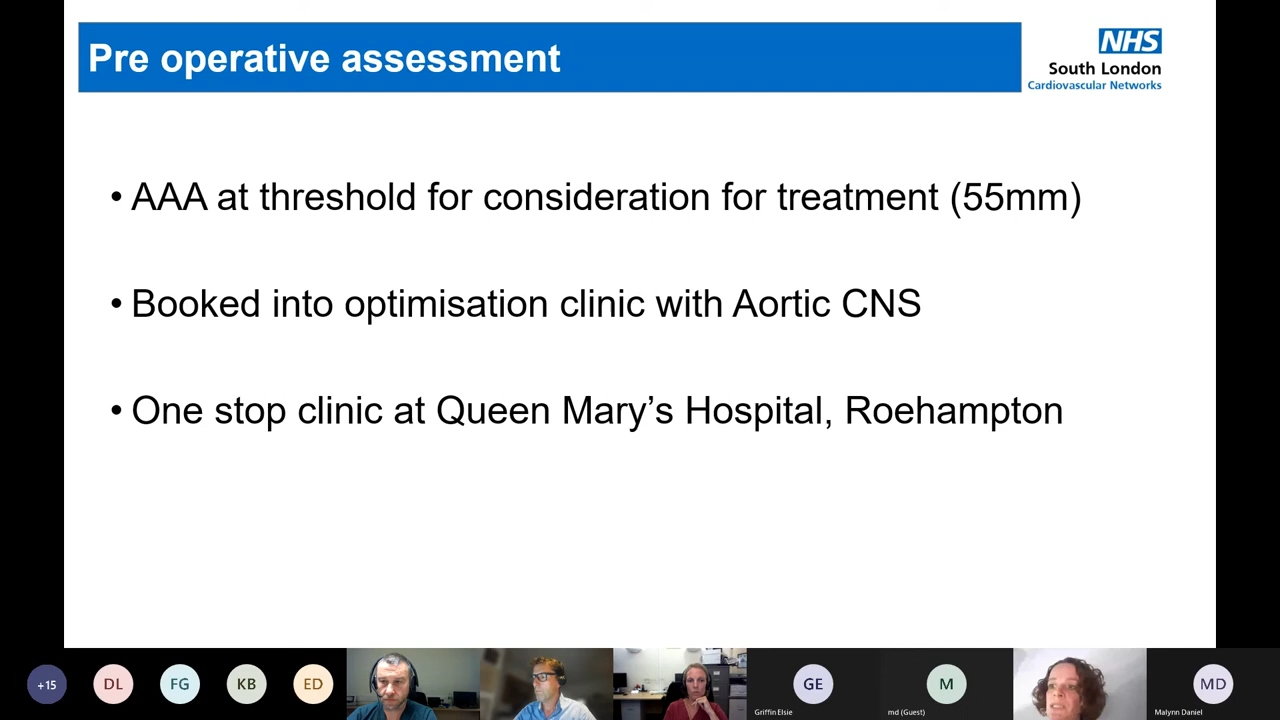 Pre operative assessment
NHS
South London
Cardiovascular Networks
• AAA at threshold for consideration for treatment (55mm)
• Booked into optimisation clinic with Aortic CNS
• One stop clinic at Queen Mary’s Hospital, Roehampton
+15
DL
FG
KB
ED
GE
Griffin Elsie
M
md (Guest)
MD
Malynn Daniel